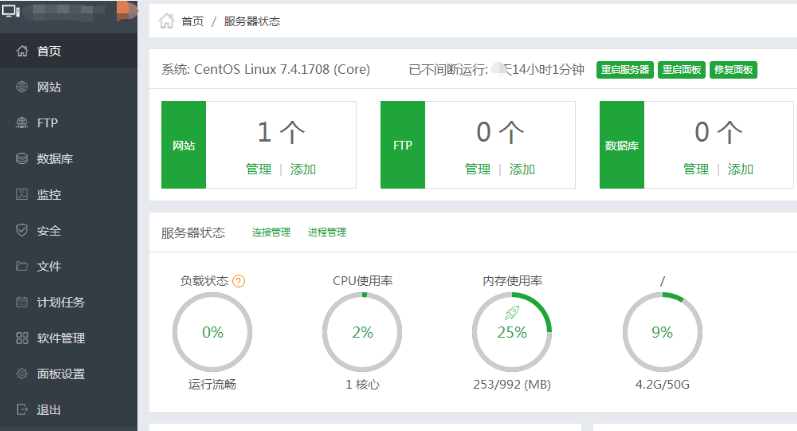 首页 / 服务器状态
首页
网站
FTP
数据库
监控
安全
文件
计划任务
软件管理
面板设置
退出
系统: CentOS Linux 7.4.1708 (Core) 已不间断运行: 天14小时1分钟 重启服务器 重启面板 修复面板
网站 1 个
管理 | 添加
FTP 0 个
管理 | 添加
数据库 0 个
管理 | 添加
服务器状态 连接管理 进程管理
负载状态 ? CPU使用率 内存使用率 /
0% 2% 25% 9%
运行流畅 1 核心 253/992 (MB) 4.2G/50G